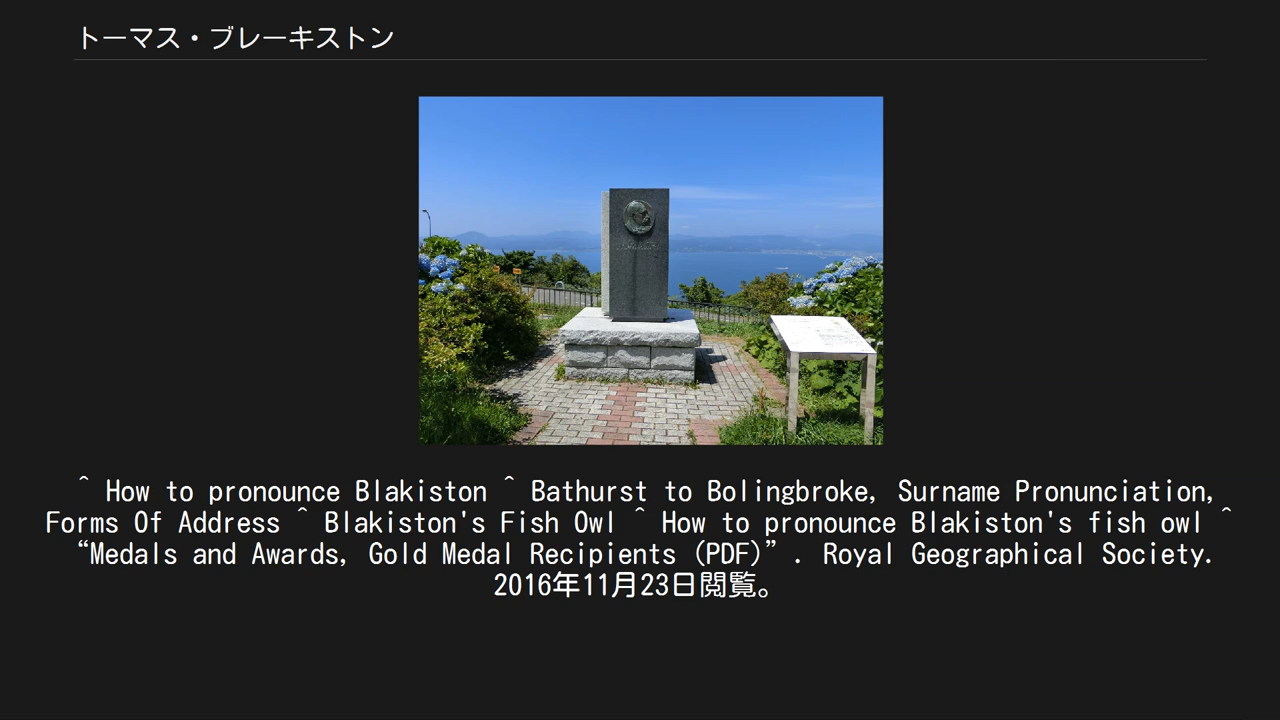 トーマス・ブレーキストン
^ How to pronounce Blakiston ^ Bathurst to Bolingbroke, Surname Pronunciation,
Forms Of Address ^ Blakiston's Fish Owl ^ How to pronounce Blakiston's fish owl ^
“Medals and Awards, Gold Medal Recipients (PDF)”. Royal Geographical Society.
2016年11月23日閲覧。